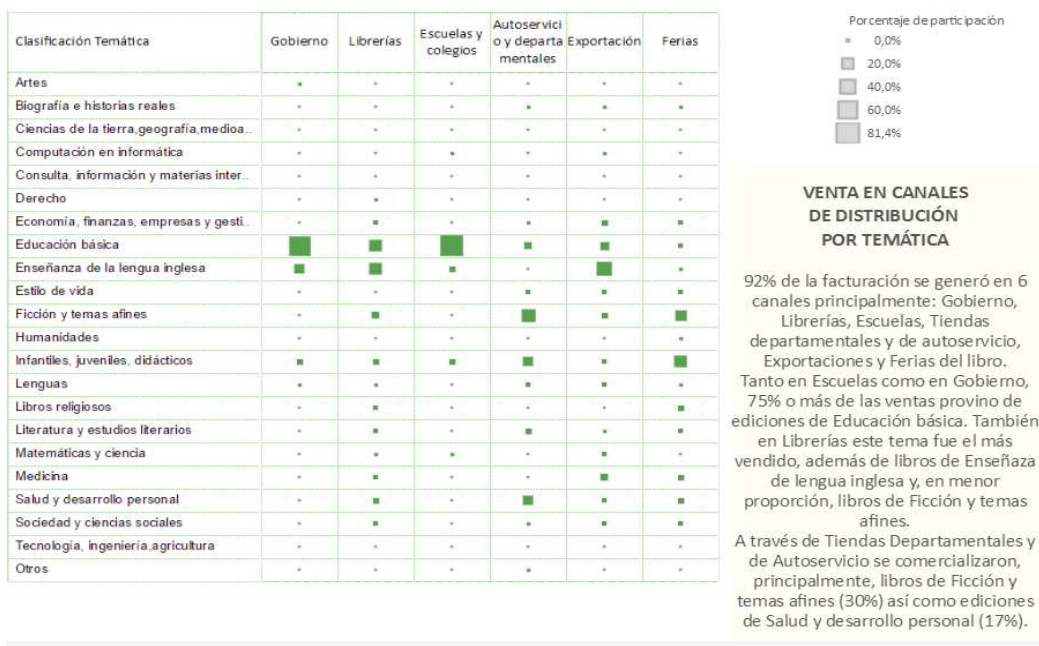 Clasificación Temática
Gobierno
Librerías
Escuelas y
colegios
Autoservici
o y departa
mentales
Exportación
Ferias
Artes
Biografía e historias reales
Ciencias de la tierra,geografía,medioa..
Computación en informática
Consulta, información y materias inter..
Derecho
Economía, finanzas, empresas y gesti..
Educación básica
Enseñanza de la lengua inglesa
Estilo de vida
Ficción y temas afines
Humanidades
Infantiles, juveniles, didácticos
Lenguas
Libros religiosos
Literatura y estudios literarios
Matemáticas y ciencia
Medicina
Salud y desarrollo personal
Sociedad y ciencias sociales
Tecnología, ingeniería,agricultura
Otros
Porcentaje de participación
0,0%
20,0%
40,0%
60,0%
81,4%
VENTA EN CANALES
DE DISTRIBUCIÓN
POR TEMÁTICA
92% de la facturación se generó en 6
canales principalmente: Gobierno,
Librerías, Escuelas, Tiendas
departamentales y de autoservicio,
Exportaciones y Ferias del libro.
Tanto en Escuelas como en Gobierno,
75% o más de las ventas provino de
ediciones de Educación básica. También
en Librerías este tema fue el más
vendido, además de libros de Enseñaza
de lengua inglesa y, en menor
proporción, libros de Ficción y temas
afines.
A través de Tiendas Departamentales y
de Autoservicio se comercializaron,
principalmente, libros de Ficción y
temas afines (30%) así como ediciones
de Salud y desarrollo personal (17%).